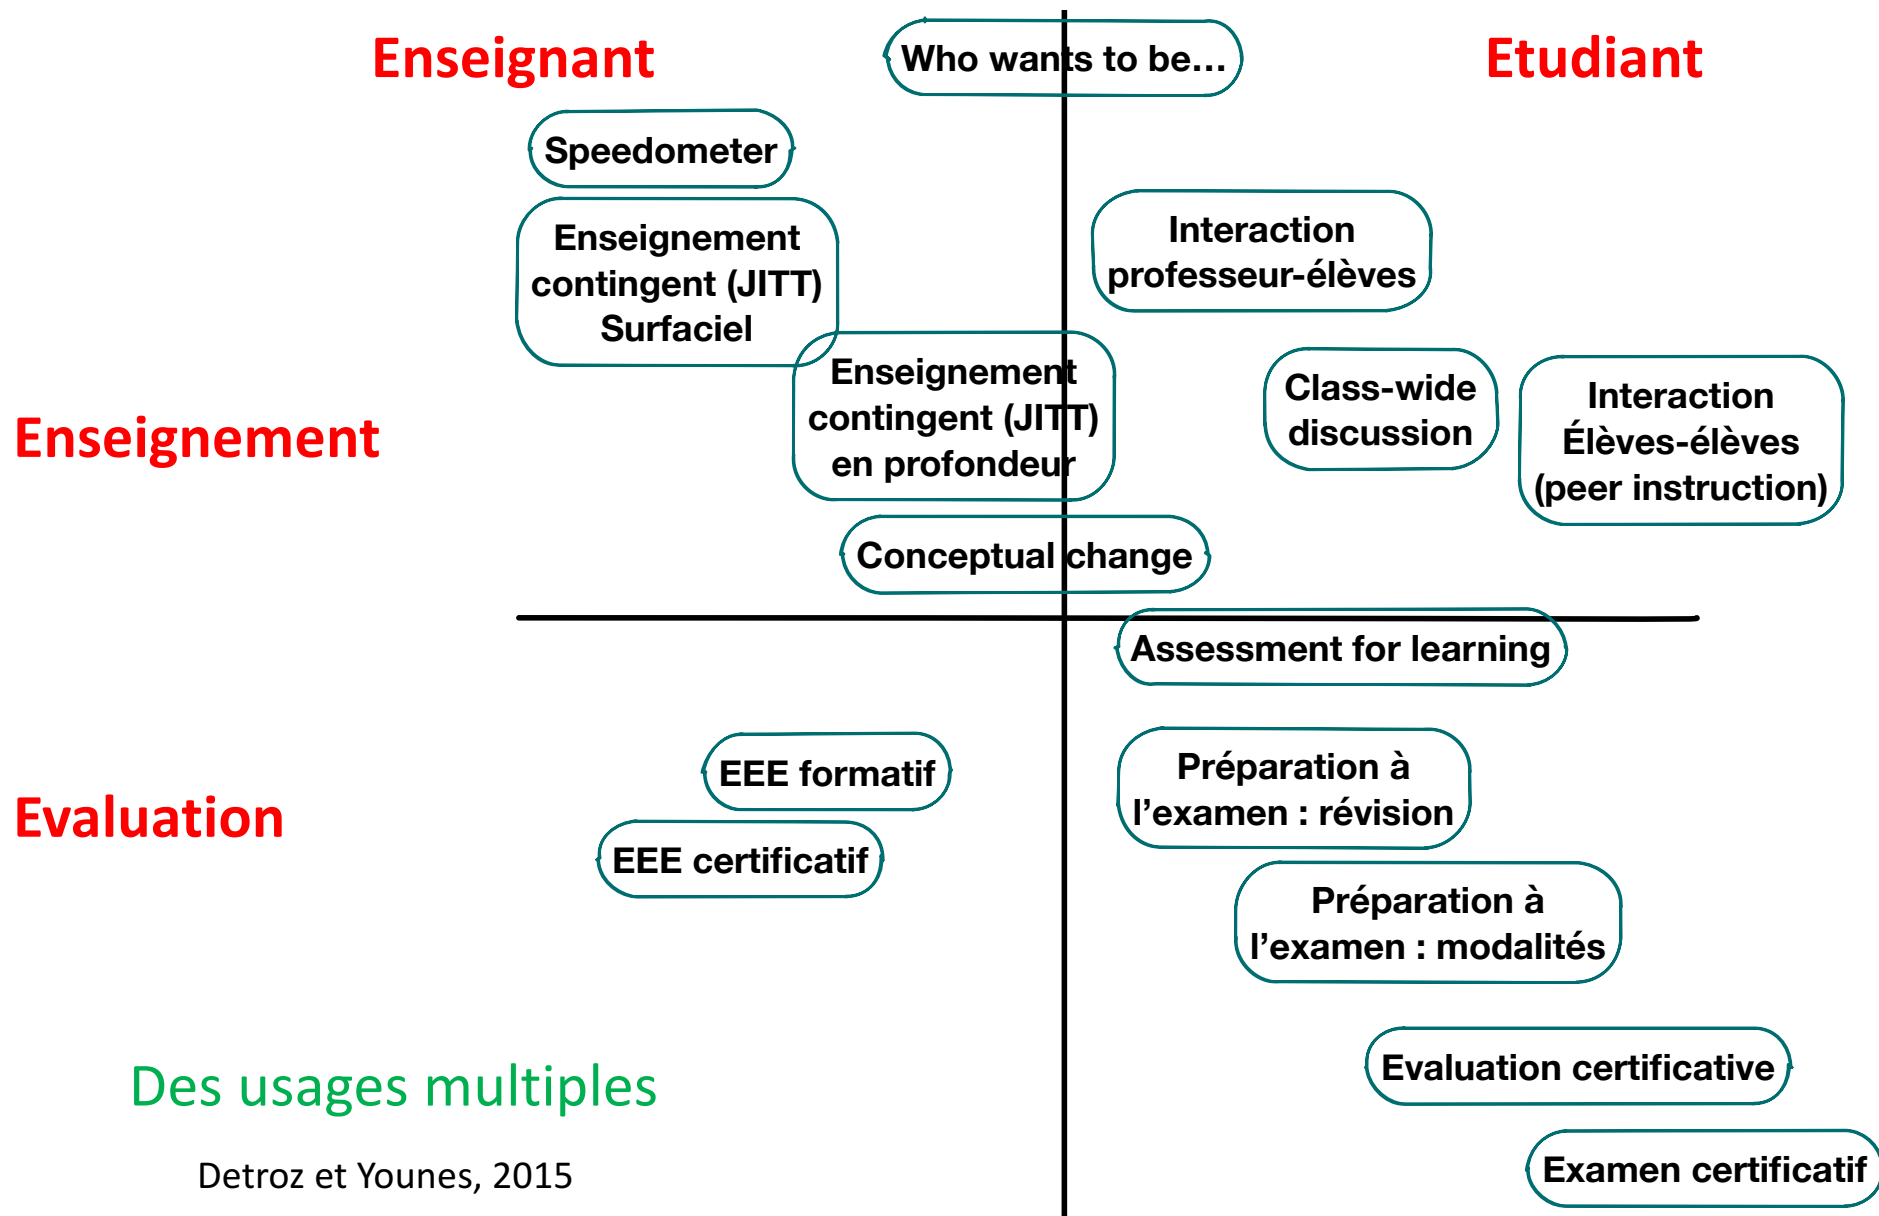 Enseignant
Who wants to be...
Etudiant
Speedometer
Enseignement
contingent (JITT)
Surfaciel
Interaction
professeur-élèves
Enseignement
Enseignement
contingent (JITT)
en profondeur
Class-wide
discussion
Interaction
Élèves-élèves
(peer instruction)
Conceptual change
Assessment for learning
Evaluation
EEE formatif
EEE certificatif
Préparation à
l’examen : révision
Préparation à
l’examen : modalités
Des usages multiples
Evaluation certificative
Detroz et Younes, 2015
Examen certificatif